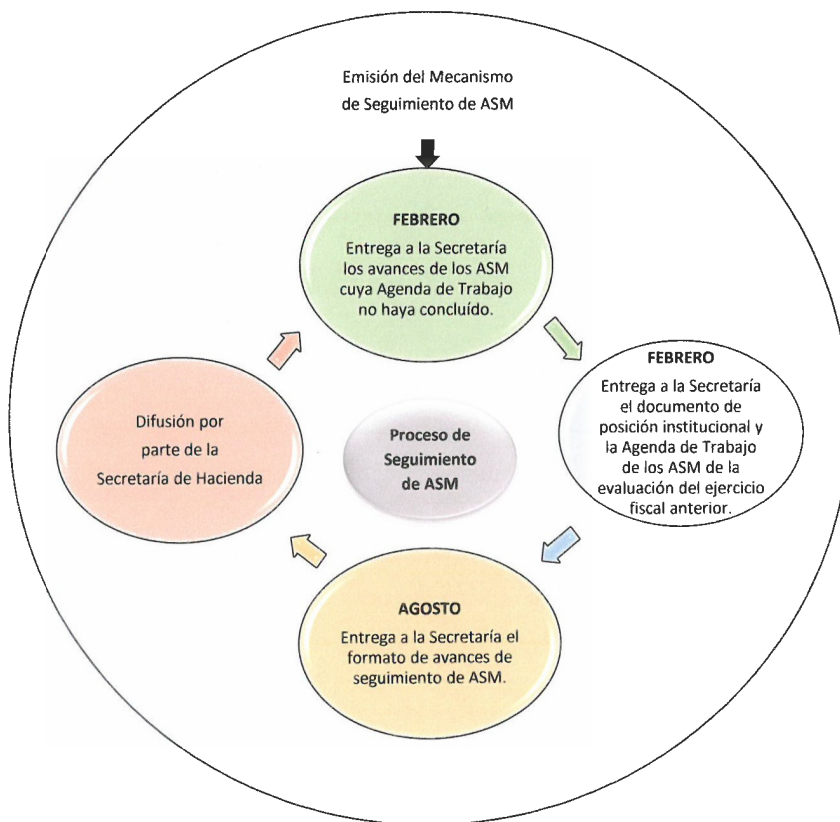 Emisión del Mecanismo
de Seguimiento de ASM
FEBRERO
Entrega a la Secretaría
los avances de los ASM
cuya Agenda de Trabajo
no haya concluído.
FEBRERO
Entrega a la Secretaría
el documento de
posición institucional y
la Agenda de Trabajo
de los ASM de la
evaluación del ejercicio
fiscal anterior.
Proceso de
Seguimiento
de ASM
Difusión por
parte de la
Secretaría de Hacienda
AGOSTO
Entrega a la Secretaría el
formato de avances de
seguimiento de ASM.